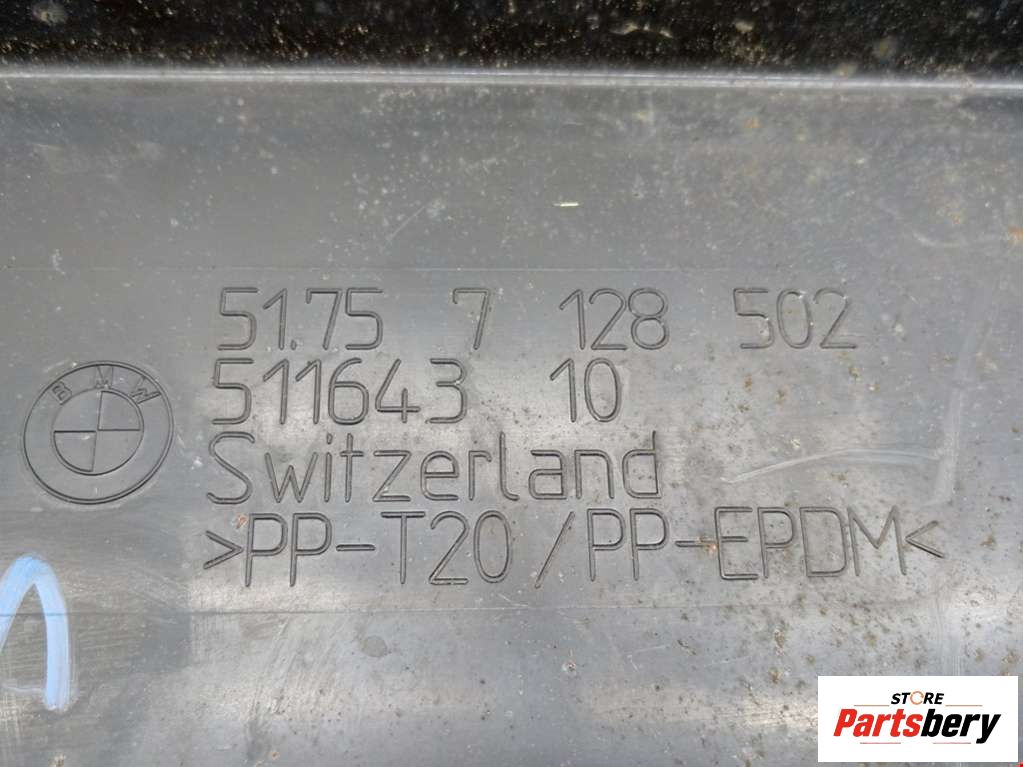 51.75 7 128 502
511643 10
BMW
Switzerland
>PP-T20/PP-EPDM<
STORE
Partsbery